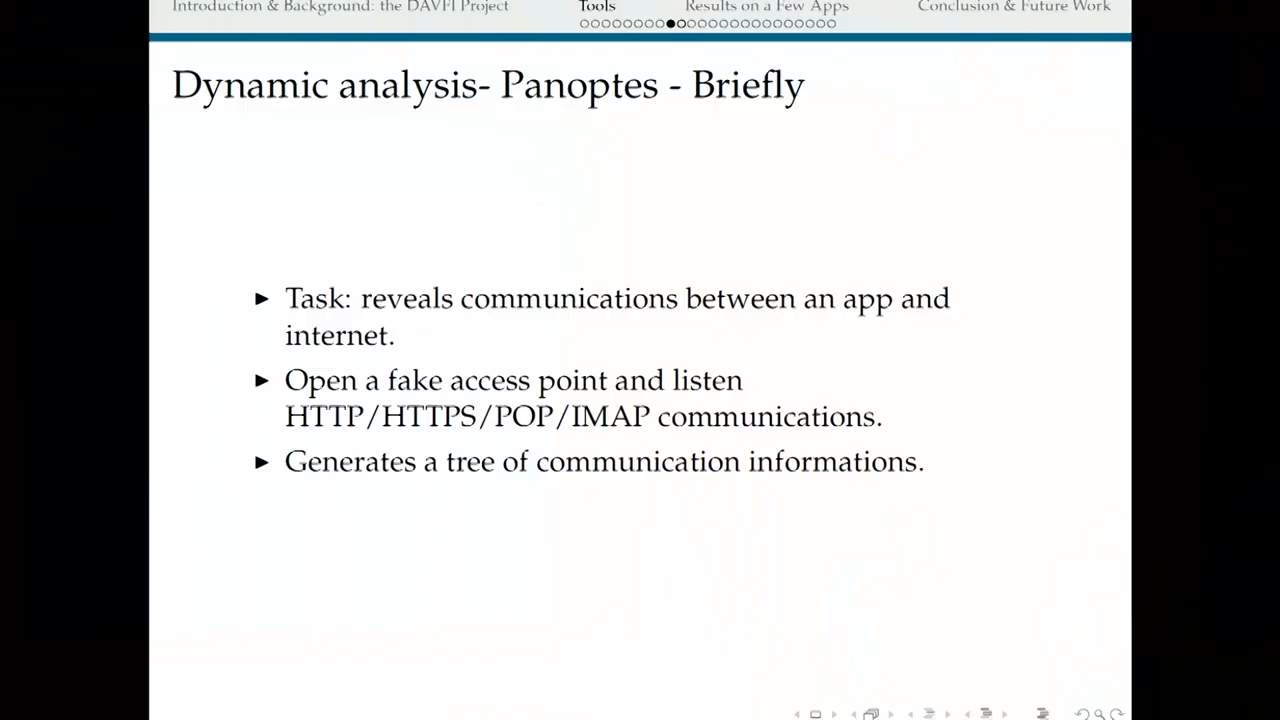 Introduction & Background: the DAVFI Project Tools Results on a Few Apps Conclusion & Future Work
Dynamic analysis- Panoptes - Briefly
Task: reveals communications between an app and
internet.
Open a fake access point and listen
HTTP/HTTPS/POP/IMAP communications.
Generates a tree of communication informations.